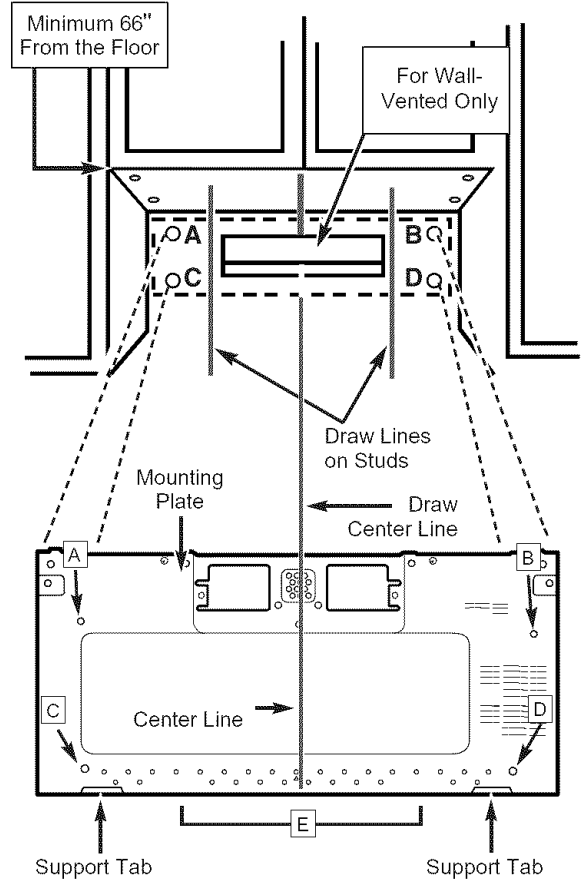 Minimum 66"
From the Floor
For Wall-
Vented Only
A
B
C
D
Draw Lines
on Studs
Mounting
Plate
Draw
Center Line
A
B
Center Line
C
D
E
Support Tab
Support Tab